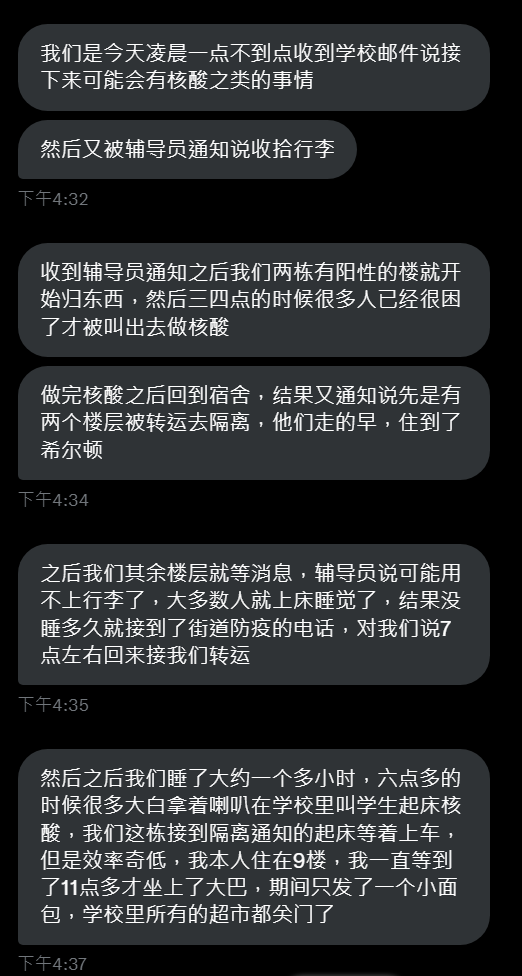 我们是今天凌晨一点不到点收到学校邮件说接
下来可能会有核酸之类的事情
然后又被辅导员通知说收拾行李
下午4:32
收到辅导员通知之后我们两栋有阳性的楼就开
始归东西，然后三四点的时候很多人已经很困
了才被叫出去做核酸
做完核酸之后回到宿舍，结果又通知说先是有
两个楼层被转运去隔离，他们走的早，住到了
希尔顿
下午4:34
之后我们其余楼层就等消息，辅导员说可能用
不上行李了，大多数人就上床睡觉了，结果没
睡多久就接到了街道防疫的电话，对我们说7
点左右回来接我们转运
下午4:35
然后之后我们睡了大约一个多小时，六点多的
时候很多大白拿着喇叭在学校里叫学生起床核
酸，我们这栋接到隔离通知的起床等着上车，
但是效率奇低，我本人住在9楼，我一直等到
了11点多才坐上了大巴，期间只发了一个小面
包，学校里所有的超市都关门了
下午4:37